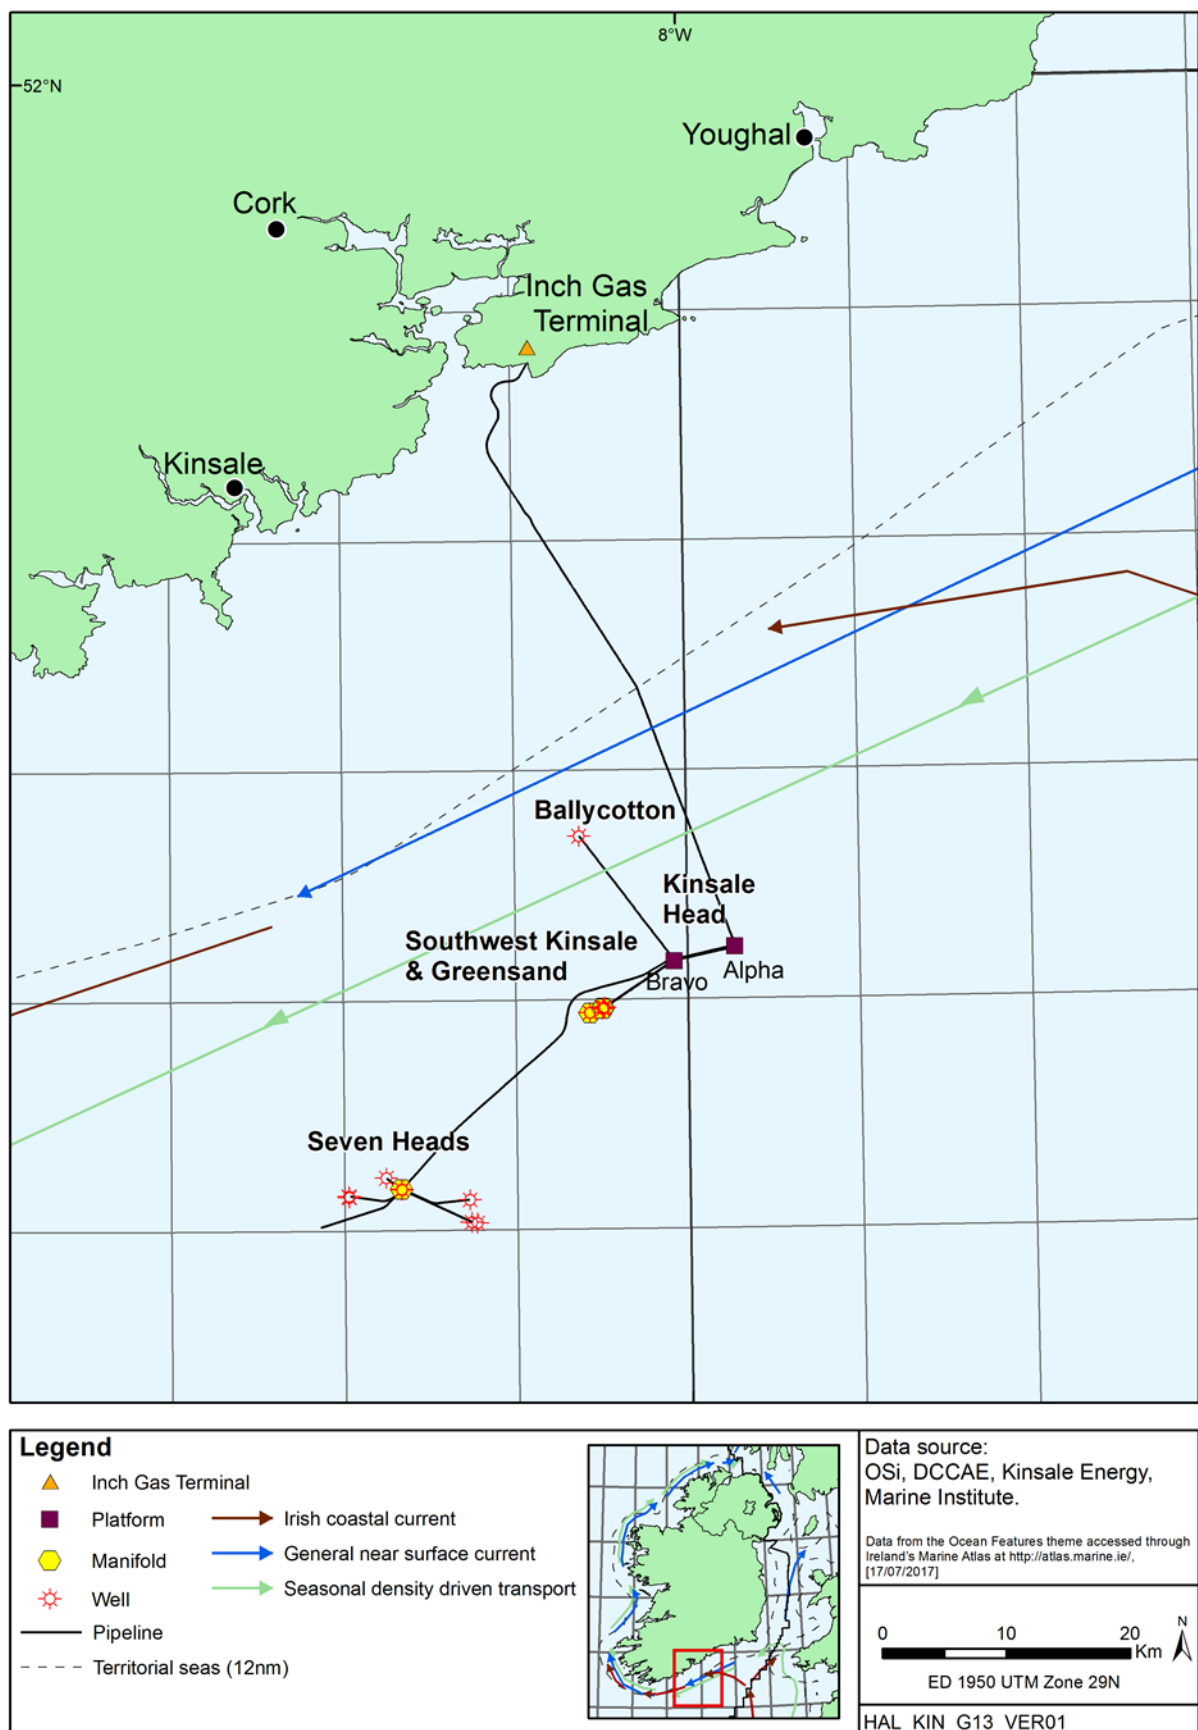 8°W
52°N
Youghal
Cork
Inch Gas
Terminal
Kinsale
Ballycotton
Kinsale
Head
Southwest Kinsale
& Greensand
Bravo
Alpha
Seven Heads
Legend
Inch Gas Terminal
Platform
Manifold
Well
Pipeline
Territorial seas (12nm)
Irish coastal current
General near surface current
Seasonal density driven transport
Data source:
OSi, DCCAE, Kinsale Energy,
Marine Institute.
Data from the Ocean Features theme accessed through
Ireland's Marine Atlas at http://atlas.marine.ie/,
[17/07/2017]
0 10 20
Km
N
ED 1950 UTM Zone 29N
HAL_KIN_G13_VER01